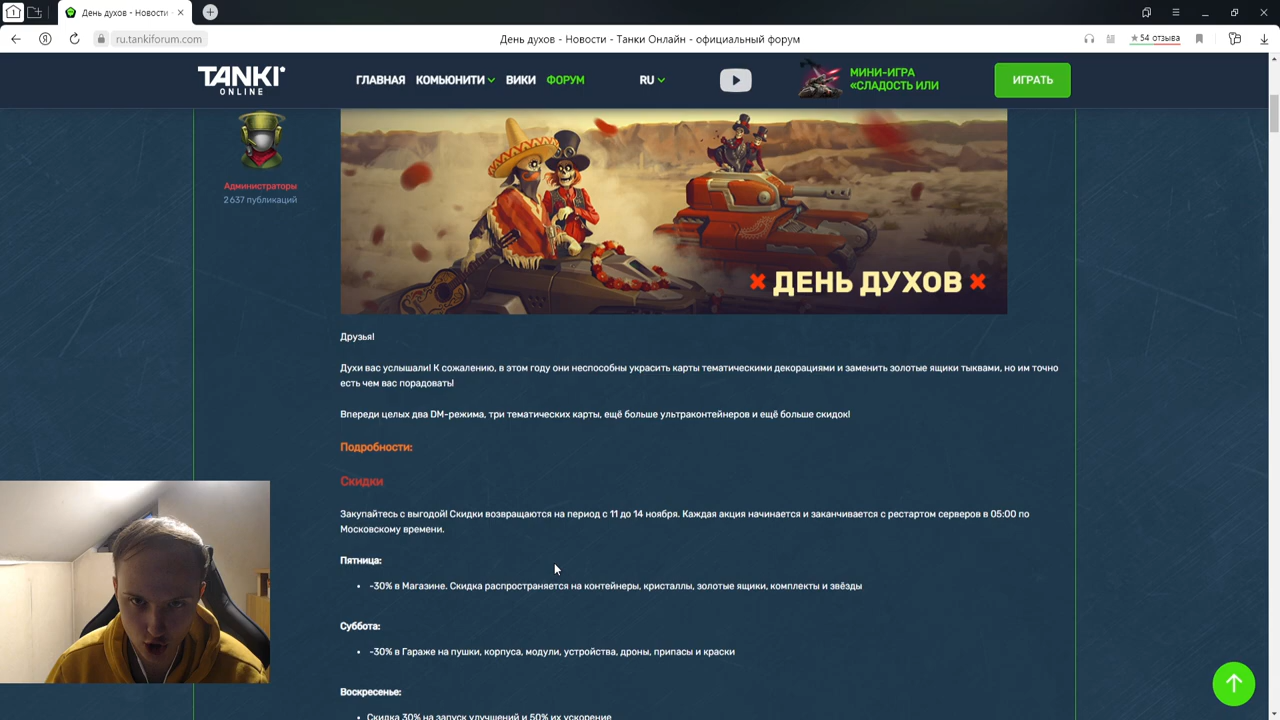 День духов - Новости -
ru.tankiforum.com
День духов - Новости - Танки Онлайн - официальный форум
★ 54 отзыва
TANKI
ONLINE
ГЛАВНАЯ
КОМЬЮНИТИ
ВИКИ
ФОРУМ
RU
МИНИ-ИГРА
«СЛАДОСТЬ ИЛИ
ИГРАТЬ
Администраторы
2 637 публикаций
ДЕНЬ ДУХОВ
Друзья!
Духи вас услышали! К сожалению, в этом году они неспособны украсить карты тематическими декорациями и заменить золотые ящики тыквами, но им точно
есть чем вас порадовать!
Впереди целых два DM-режима, три тематических карты, ещё больше ультраконтейнеров и ещё больше скидок!
Подробности:
Скидки
Закупайтесь с выгодой! Скидки возвращаются на период с 11 до 14 ноября. Каждая акция начинается и заканчивается с рестартом серверов в 05:00 по
Московскому времени.
Пятница:
• -30% в Магазине. Скидка распространяется на контейнеры, кристаллы, золотые ящики, комплекты и звёзды
Суббота:
• -30% в Гараже на пушки, корпуса, модули, устройства, дроны, припасы и краски
Воскресенье:
• Скидка 30% на запуск улучшений и 50% их ускорение